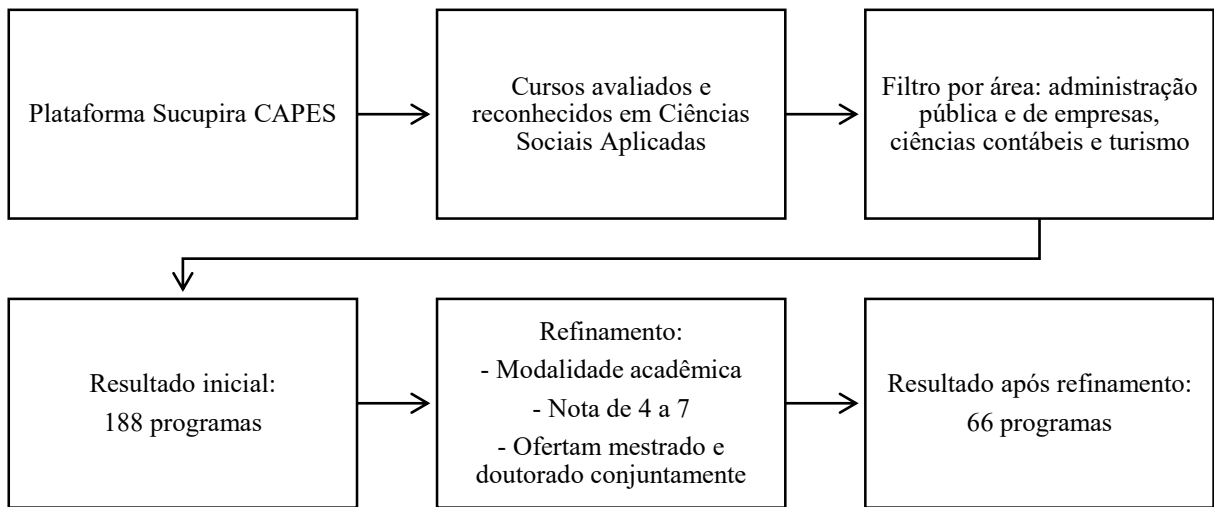 Plataforma Sucupira CAPES
Cursos avaliados e
reconhecidos em Ciências
Sociais Aplicadas
Filtro por área: administração
pública e de empresas,
ciências contábeis e turismo
Resultado inicial:
188 programas
Refinamento:
- Modalidade acadêmica
- Nota de 4 a 7
- Ofertam mestrado e
doutorado conjuntamente
Resultado após refinamento:
66 programas